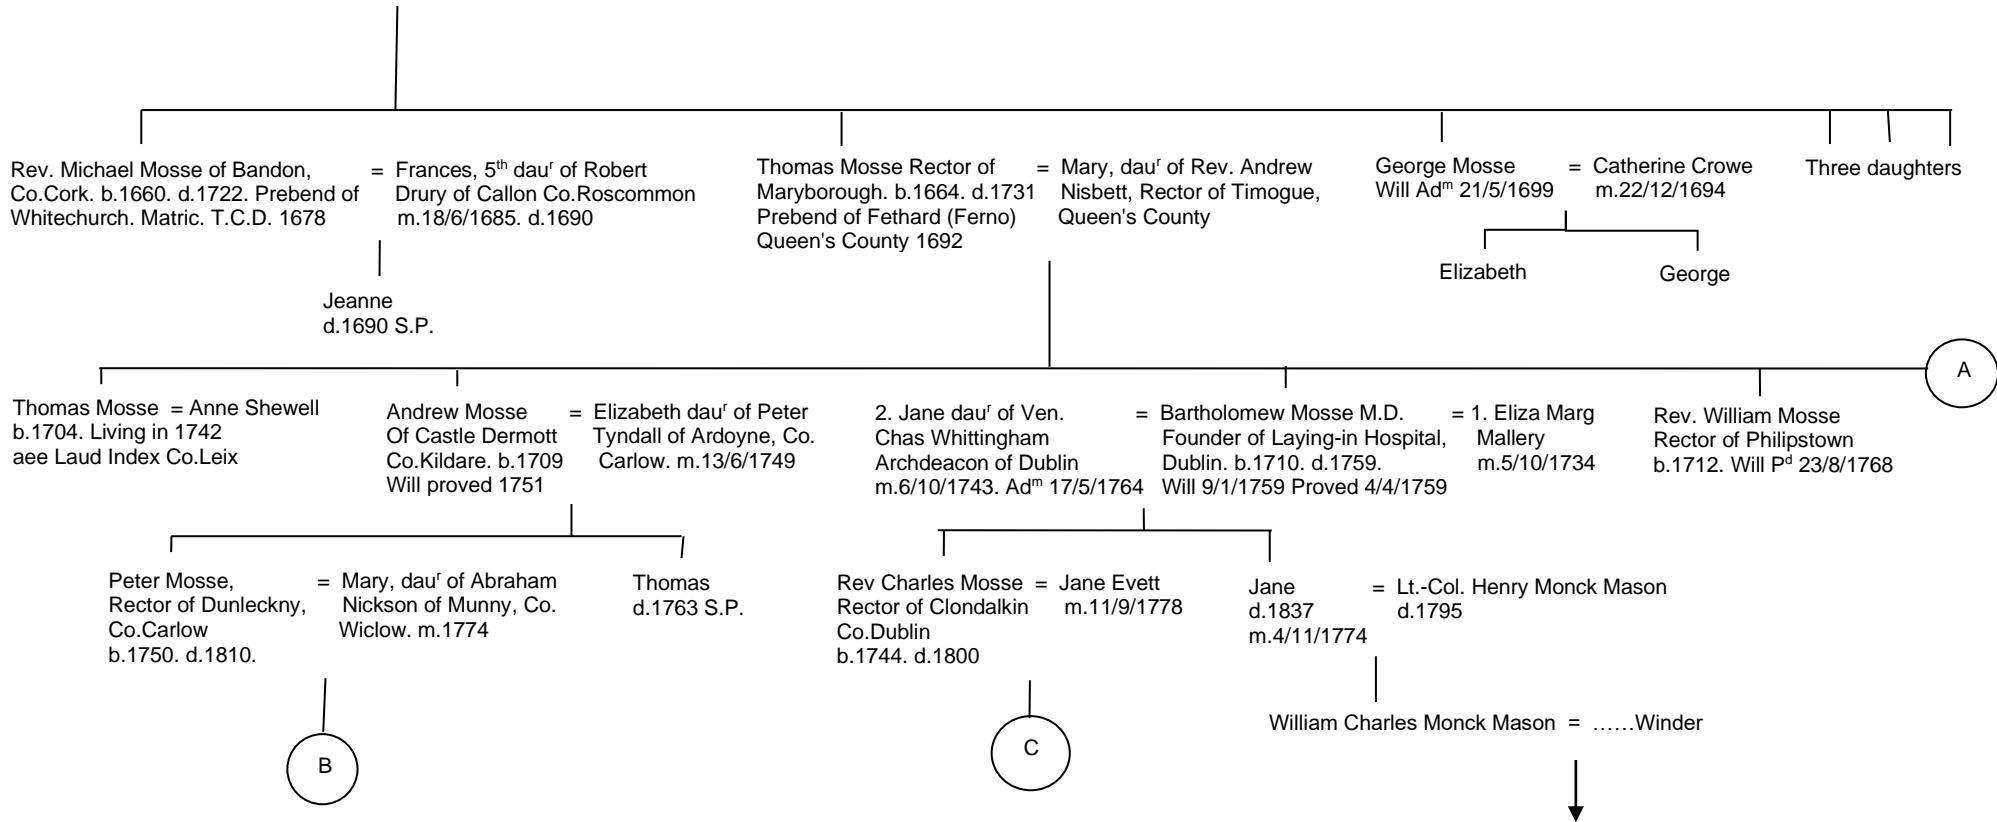 Rev. Michael Mosse of Bandon,
Co.Cork. b.1660. d.1722. Prebend of
Whitechurch. Matric. T.C.D. 1678
= Frances, 5th daur of Robert
Drury of Callon Co.Roscommon
m.18/6/1685. d.1690
Thomas Mosse Rector of
Maryborough. b.1664. d.1731
Prebend of Fethard (Ferno)
Queen's County 1692
= Mary, daur of Rev. Andrew
Nisbett, Rector of Timogue,
Queen's County
George Mosse
Will Adm 21/5/1699
= Catherine Crowe
m.22/12/1694
Three daughters
Elizabeth
George
Jeanne
d.1690 S.P.
A
Thomas Mosse = Anne Shewell
b.1704. Living in 1742
aee Laud Index Co.Leix
Andrew Mosse
Of Castle Dermott
Co.Kildare. b.1709
Will proved 1751
= Elizabeth daur of Peter
Tyndall of Ardoyne, Co.
Carlow. m.13/6/1749
2. Jane daur of Ven.
Chas Whittingham
Archdeacon of Dublin
m.6/10/1743. Adm 17/5/1764
= Bartholomew Mosse M.D.
Founder of Laying-in Hospital,
Dublin. b.1710. d.1759.
Will 9/1/1759 Proved 4/4/1759
= 1. Eliza Marg
Mallery
m.5/10/1734
Rev. William Mosse
Rector of Philipstown
b.1712. Will Pd 23/8/1768
Peter Mosse,
Rector of Dunleckny,
Co.Carlow
b.1750. d.1810.
= Mary, daur of Abraham
Nickson of Munny, Co.
Wiclow. m.1774
Thomas
d.1763 S.P.
Rev Charles Mosse
Rector of Clondalkin
Co.Dublin
b.1744. d.1800
= Jane Evett
m.11/9/1778
Jane
d.1837
m.4/11/1774
= Lt.-Col. Henry Monck Mason
d.1795
William Charles Monck Mason = ……Winder
B
C